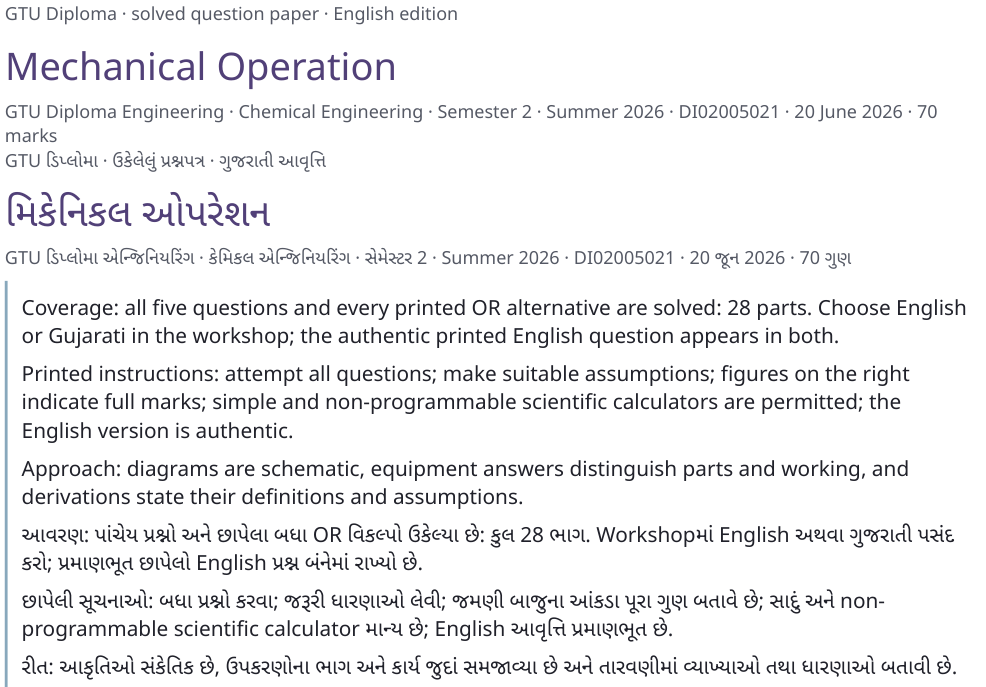 GTU Diploma · solved question paper · English edition
Mechanical Operation
GTU Diploma Engineering · Chemical Engineering · Semester 2 · Summer 2026 · DI02005021 · 20 June 2026 · 70
marks
GTU ડિપ્લોમા · ઉકેલેલું પ્રશ્નપત્ર · ગુજરાતી આવૃત્તિ
મિકેનિકલ ઓપરેશન
GTU ડિપ્લોમા એન્જિનિયરિંગ · કેમિકલ એન્જિનિયરિંગ · સેમેસ્ટર 2 · Summer 2026 · DI02005021 · 20 જૂન 2026 · 70 ગુણ
Coverage: all five questions and every printed OR alternative are solved: 28 parts. Choose English
or Gujarati in the workshop; the authentic printed English question appears in both.
Printed instructions: attempt all questions; make suitable assumptions; figures on the right
indicate full marks; simple and non-programmable scientific calculators are permitted; the
English version is authentic.
Approach: diagrams are schematic, equipment answers distinguish parts and working, and
derivations state their definitions and assumptions.
આવરણ: પાંચેય પ્રશ્નો અને છાપેલા બધા OR વિકલ્પો ઉકેલ્યા છે: કુલ 28 ભાગ. Workshopમાં English અથવા ગુજરાતી પસંદ
કરો; પ્રમાણભૂત છાપેલો English પ્રશ્ન બંનેમાં રાખ્યો છે.
છાપેલી સૂચનાઓ: બધા પ્રશ્નો કરવા; જરૂરી ધારણાઓ લેવી; જમણી બાજુના આંકડા પૂરા ગુણ બતાવે છે; સાદું અને non-
programmable scientific calculator માન્ય છે; English આવૃત્તિ પ્રમાણભૂત છે.
રીત: આકૃતિઓ સંકેતિક છે, ઉપકરણોના ભાગ અને કાર્ય જુદાં સમજાવ્યા છે અને તારવણીમાં વ્યાખ્યાઓ તથા ધારણાઓ બતાવી છે.